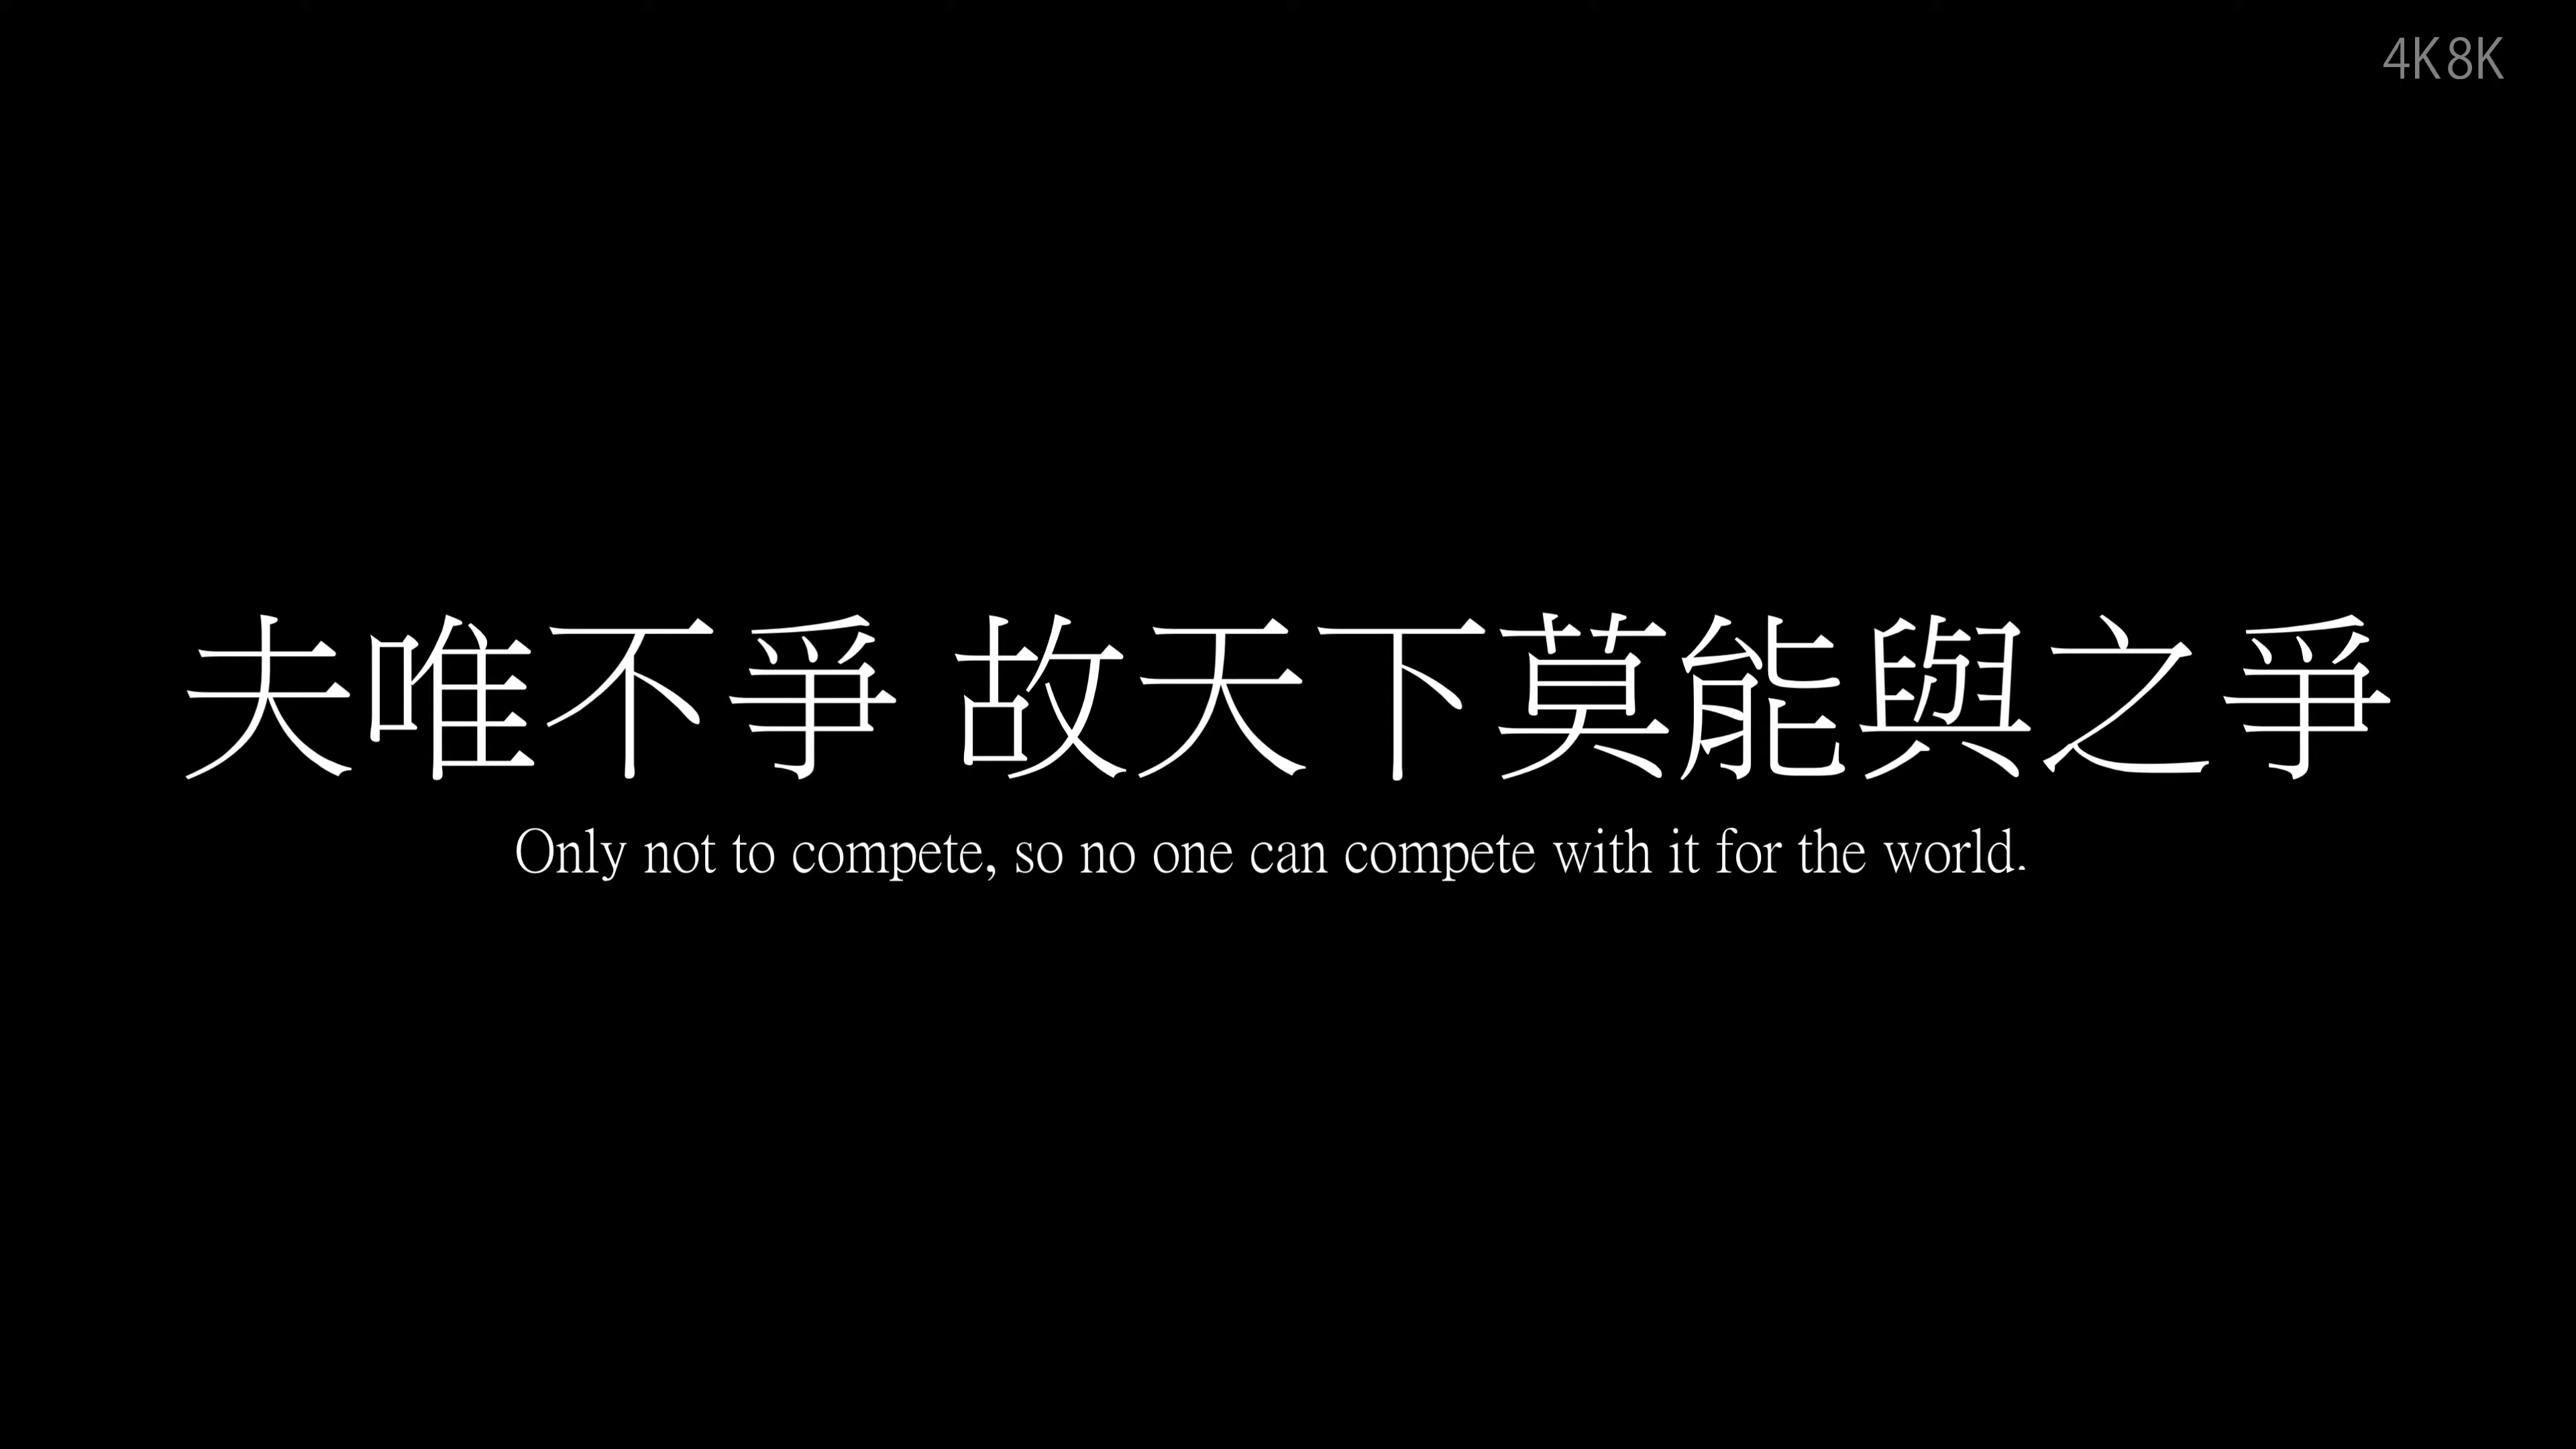 4K8K
夫唯不爭 故天下莫能與之爭
Only not to compete, so no one can compete with it for the world.